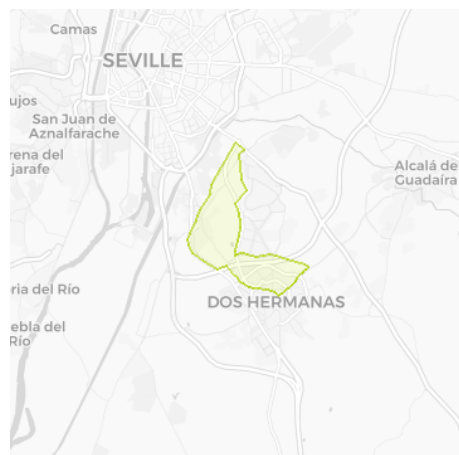 Camas
SEVILLE
ujos
San Juan de
Aznalfarache
rena del
jarafe
Alcalá de
Guadaíra
ria del Río
DOS HERMANAS
ebla del
Río